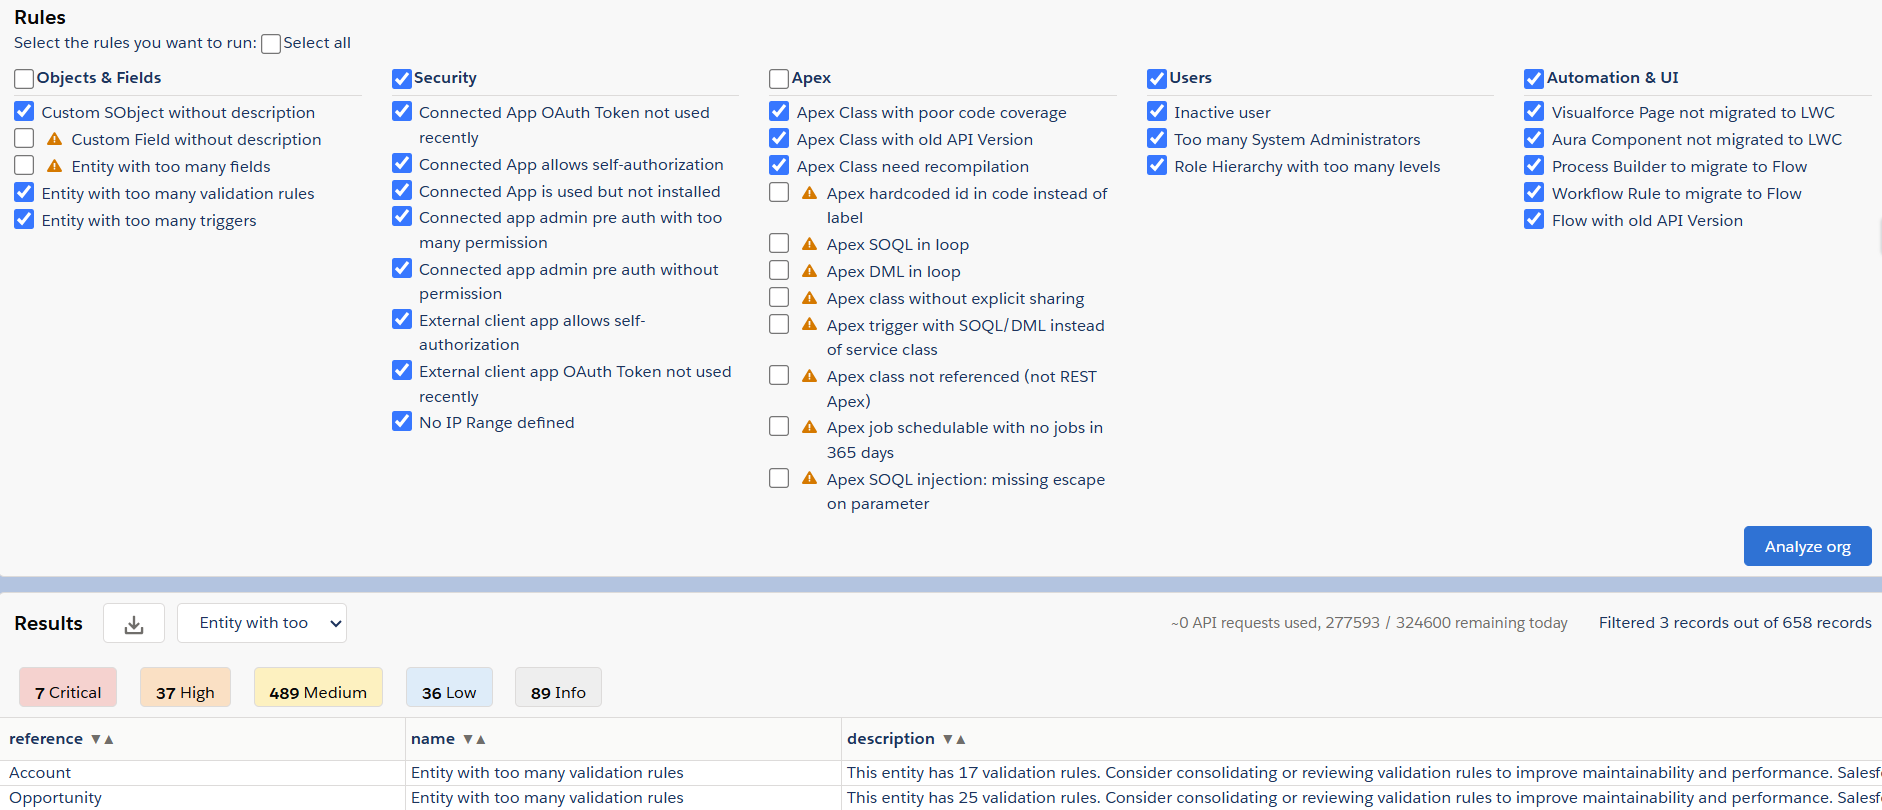 Rules
Select the rules you want to run: Select all
Objects & Fields
Custom SObject without description
Custom Field without description
Entity with too many fields
Entity with too many validation rules
Entity with too many triggers
Security
Connected App OAuth Token not used
recently
Connected App allows self-authorization
Connected App is used but not installed
Connected app admin pre auth with too
many permission
Connected app admin pre auth without
permission
External client app allows self-
authorization
External client app OAuth Token not used
recently
No IP Range defined
Apex
Apex Class with poor code coverage
Apex Class with old API Version
Apex Class need recompilation
Apex hardcoded id in code instead of
label
Apex SOQL in loop
Apex DML in loop
Apex class without explicit sharing
Apex trigger with SOQL/DML instead
of service class
Apex class not referenced (not REST
Apex)
Apex job schedulable with no jobs in
365 days
Apex SOQL injection: missing escape
on parameter
Users
Inactive user
Too many System Administrators
Role Hierarchy with too many levels
Automation & UI
Visualforce Page not migrated to LWC
Aura Component not migrated to LWC
Process Builder to migrate to Flow
Workflow Rule to migrate to Flow
Flow with old API Version
Analyze org
Results Entity with too ~0 API requests used, 277593 / 324600 remaining today Filtered 3 records out of 658 records
7 Critical 37 High 489 Medium 36 Low 89 Info
reference ▼▲ name ▼▲ description ▼▲
Account Entity with too many validation rules This entity has 17 validation rules. Consider consolidating or reviewing validation rules to improve maintainability and performance. Salesf
Opportunity Entity with too many validation rules This entity has 25 validation rules. Consider consolidating or reviewing validation rules to improve maintainability and performance. Salesf